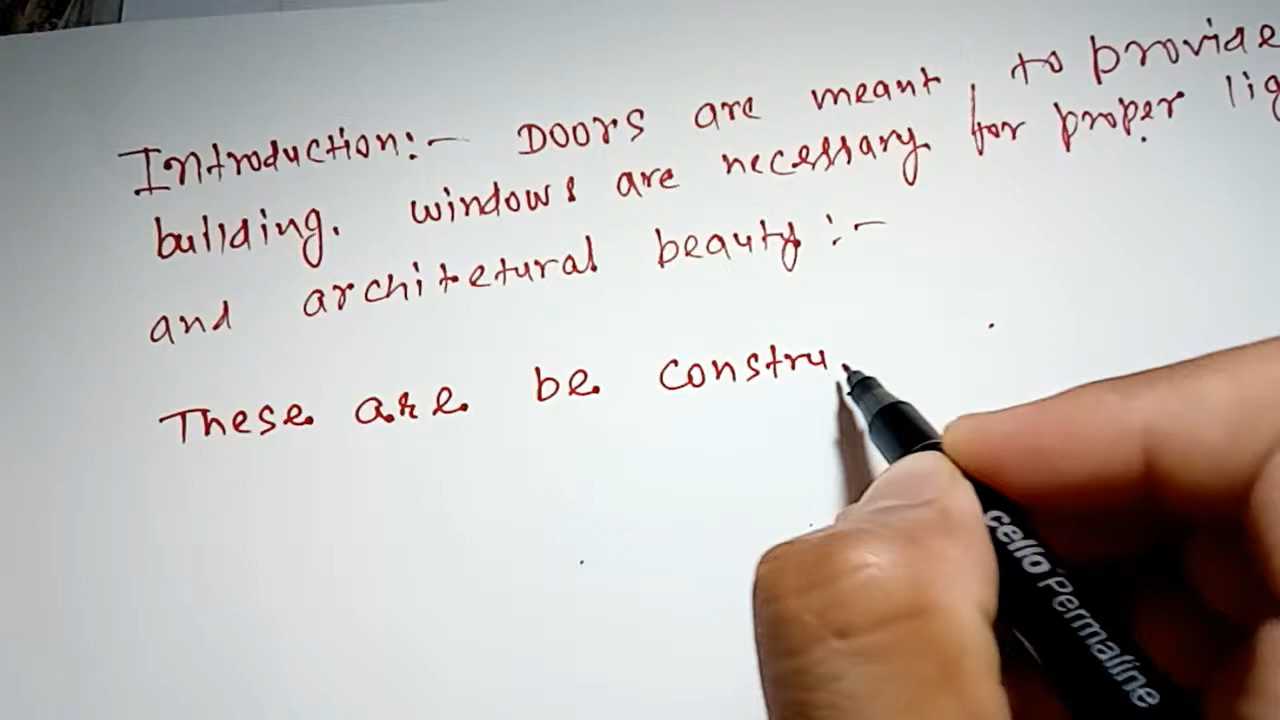 Introduction:- Doors are meant to provide
building. windows are necessary for proper lig
and architetural beauty:-
These are be constru
cello Permaline